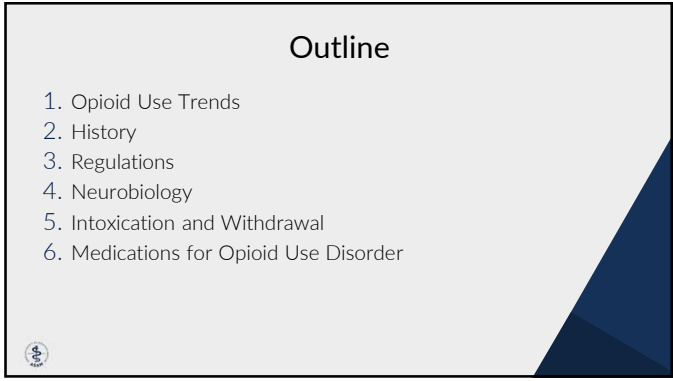 Outline
1. Opioid Use Trends
2. History
3. Regulations
4. Neurobiology
5. Intoxication and Withdrawal
6. Medications for Opioid Use Disorder
ASAM